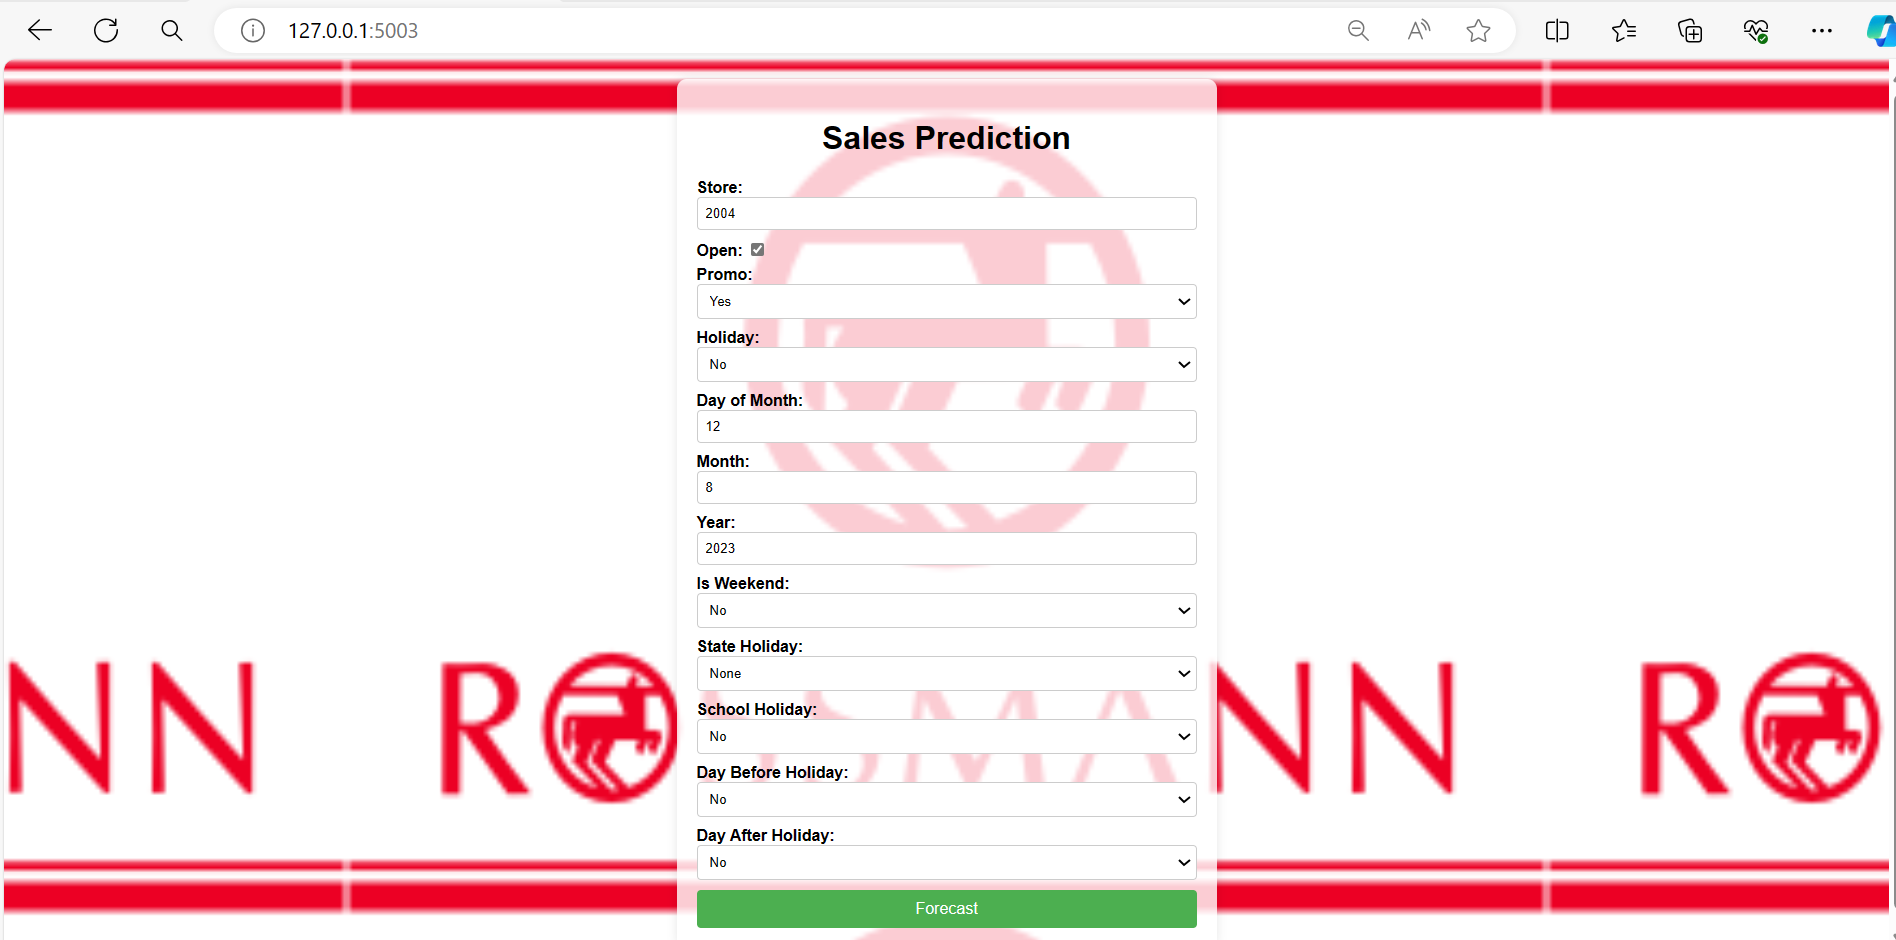 127.0.0.1:5003
Sales Prediction
Store:
2004
Open:
Promo:
Yes
Holiday:
No
Day of Month:
12
Month:
8
Year:
2023
Is Weekend:
No
State Holiday:
None
School Holiday:
No
Day Before Holiday:
No
Day After Holiday:
No
Forecast
NN ROSSMANN RO